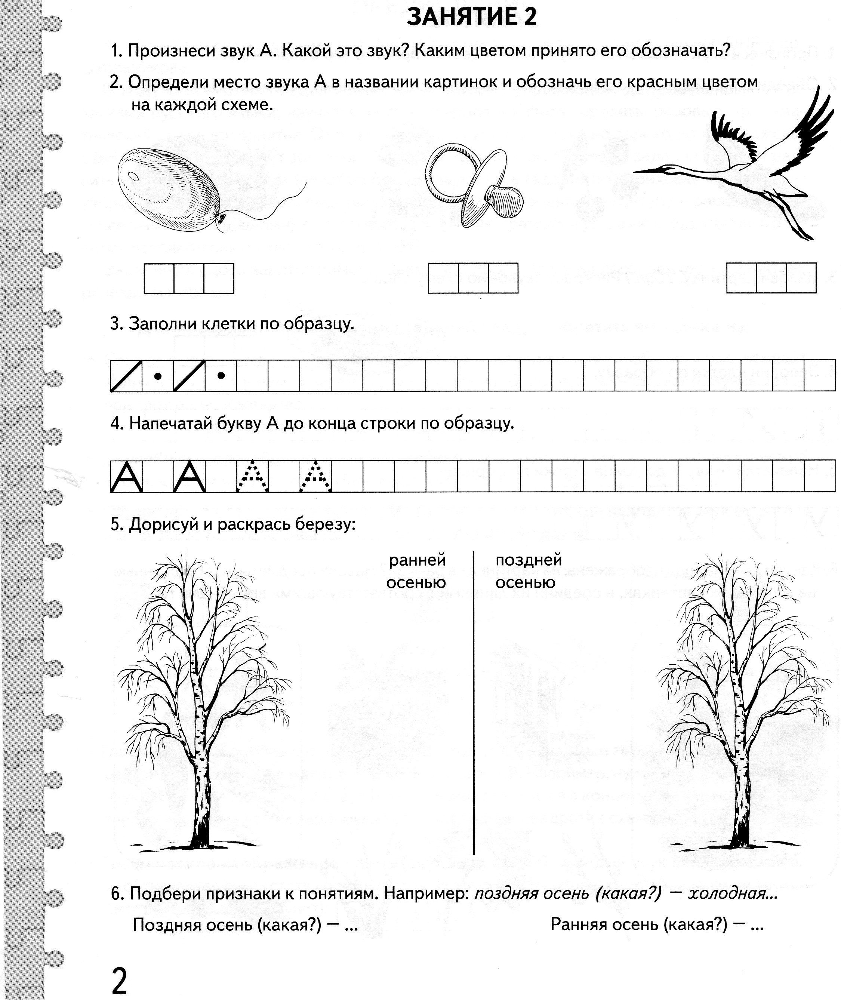 ЗАНЯТИЕ 2
1. Произнеси звук А. Какой это звук? Каким цветом принято его обозначать?
2. Определи место звука А в названии картинок и обозначь его красным цветом
на каждой схеме.
3. Заполни клетки по образцу.
4. Напечатай букву А до конца строки по образцу.
А А А А
5. Дорисуй и раскрась березу:
ранней
осенью
поздней
осенью
6. Подбери признаки к понятиям. Например: поздняя осень (какая?) — холодная...
Поздняя осень (какая?) — ...
Ранняя осень (какая?) — ...
2